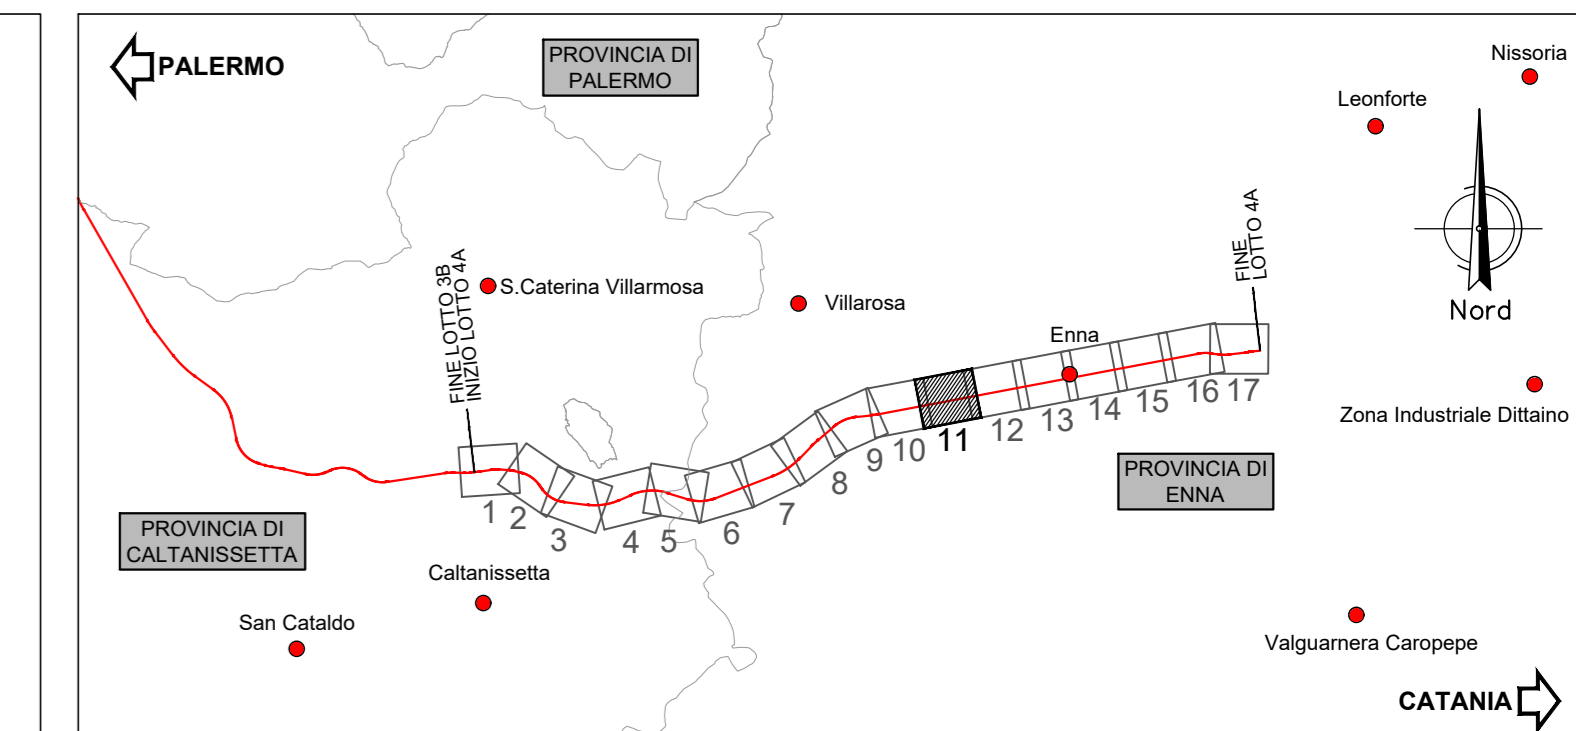 PALERMO
PROVINCIA DI
PALERMO
Nissoria
Leonforte
Nord
FINE
LOTTO 4A
FINE LOTTO 3B
INIZIO LOTTO 4A
S.Caterina Villarmosa
Villarosa
Enna
Zona Industriale Dittaino
1
2
3
4
5
6
7
8
9
10
11
12
13
14
15
16
17
PROVINCIA DI
ENNA
PROVINCIA DI
CALTANISSETTA
Caltanissetta
San Cataldo
Valguarnera Caropepe
CATANIA